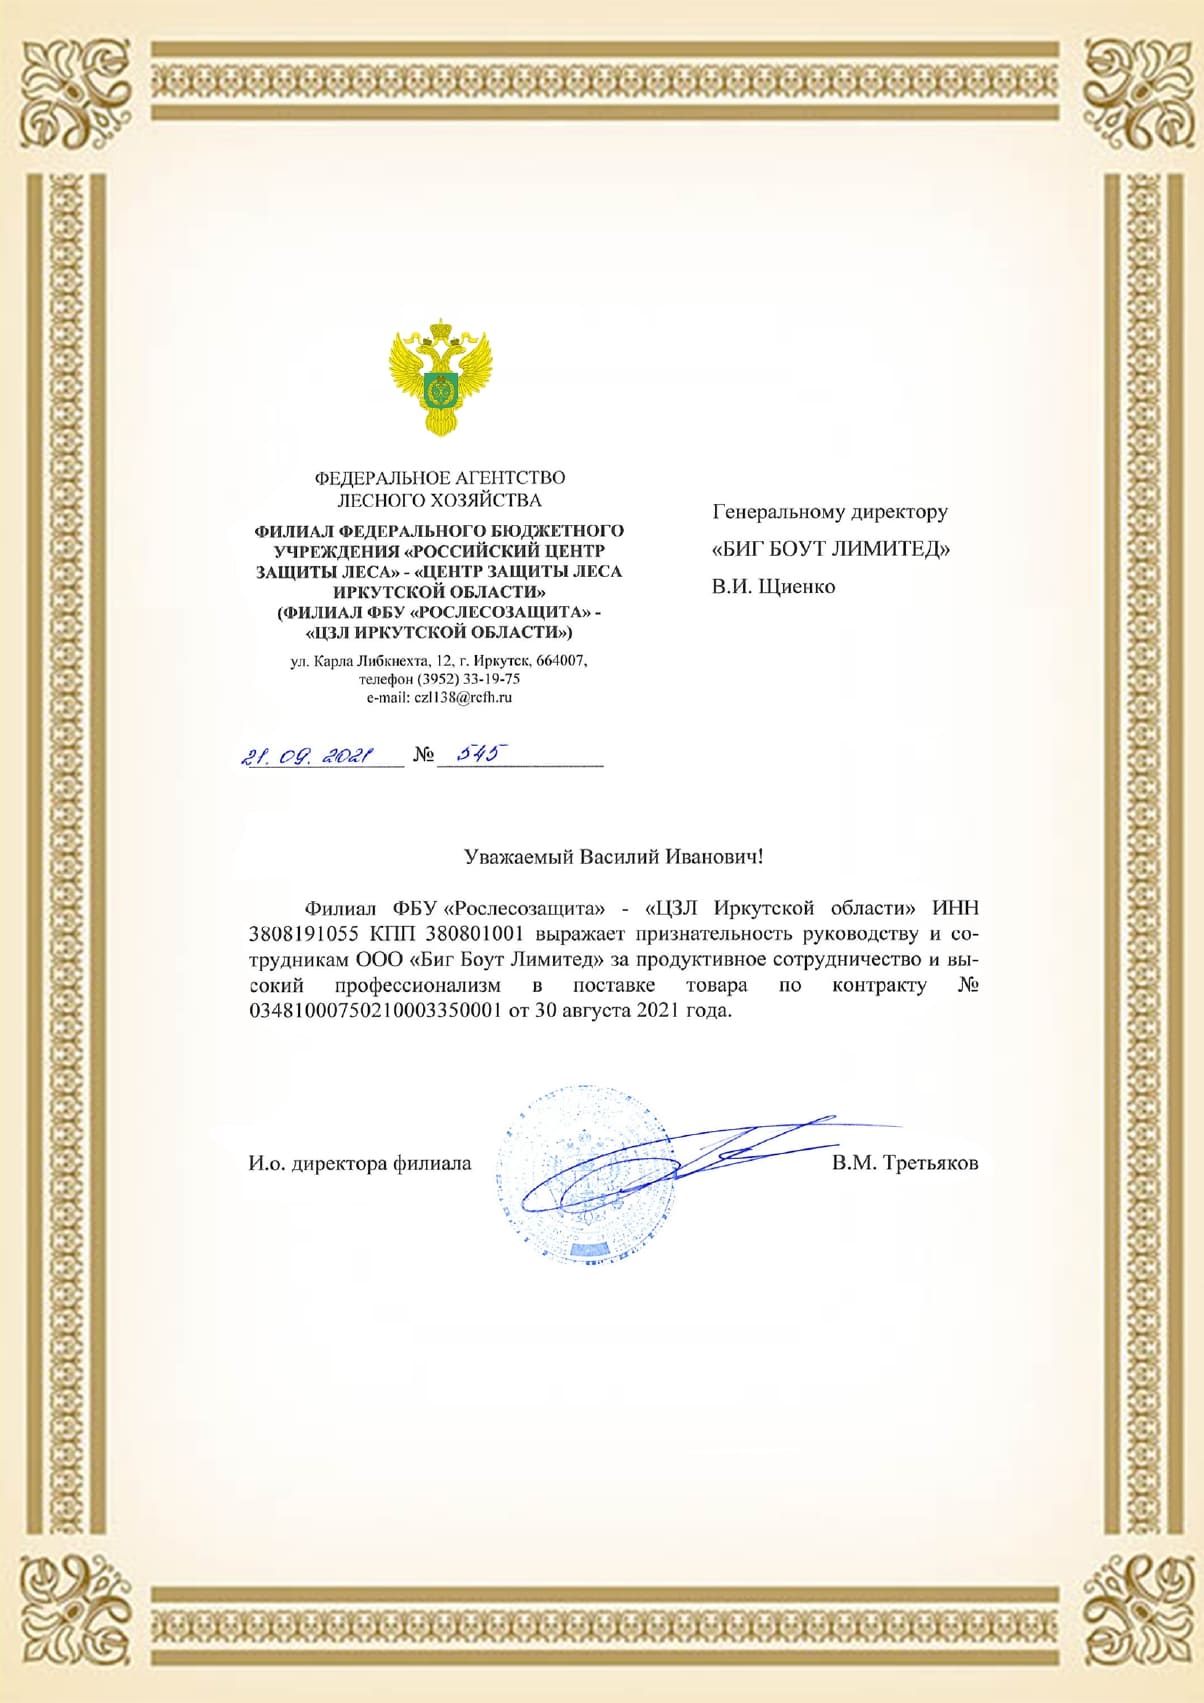 ФЕДЕРАЛЬНОЕ АГЕНТСТВО
ЛЕСНОГО ХОЗЯЙСТВА
ФИЛИАЛ ФЕДЕРАЛЬНОГО БЮДЖЕТНОГО
УЧРЕЖДЕНИЯ «РОССИЙСКИЙ ЦЕНТР
ЗАЩИТЫ ЛЕСА» - «ЦЕНТР ЗАЩИТЫ ЛЕСА
ИРКУТСКОЙ ОБЛАСТИ»
(ФИЛИАЛ ФБУ «РОСЛЕСОЗАЩИТА» -
«ЦЗЛ ИРКУТСКОЙ ОБЛАСТИ»)
ул. Карла Либкнехта, 12, г. Иркутск, 664007,
телефон (3952) 33-19-75
e-mail: czl138@rcfh.ru
21.09.2021 № 545
Генеральному директору
«БИГ БОУТ ЛИМИТЕД»
В.И. Щиенко
Уважаемый Василий Иванович!
Филиал ФБУ «Рослесозащита» - «ЦЗЛ Иркутской области» ИНН
3808191055 КПП 380801001 выражает признательность руководству и со-
трудникам ООО «Биг Боут Лимитед» за продуктивное сотрудничество и вы-
сокий профессионализм в поставке товара по контракту №
03481000750210003350001 от 30 августа 2021 года.
И.о. директора филиала
В.М. Третьяков